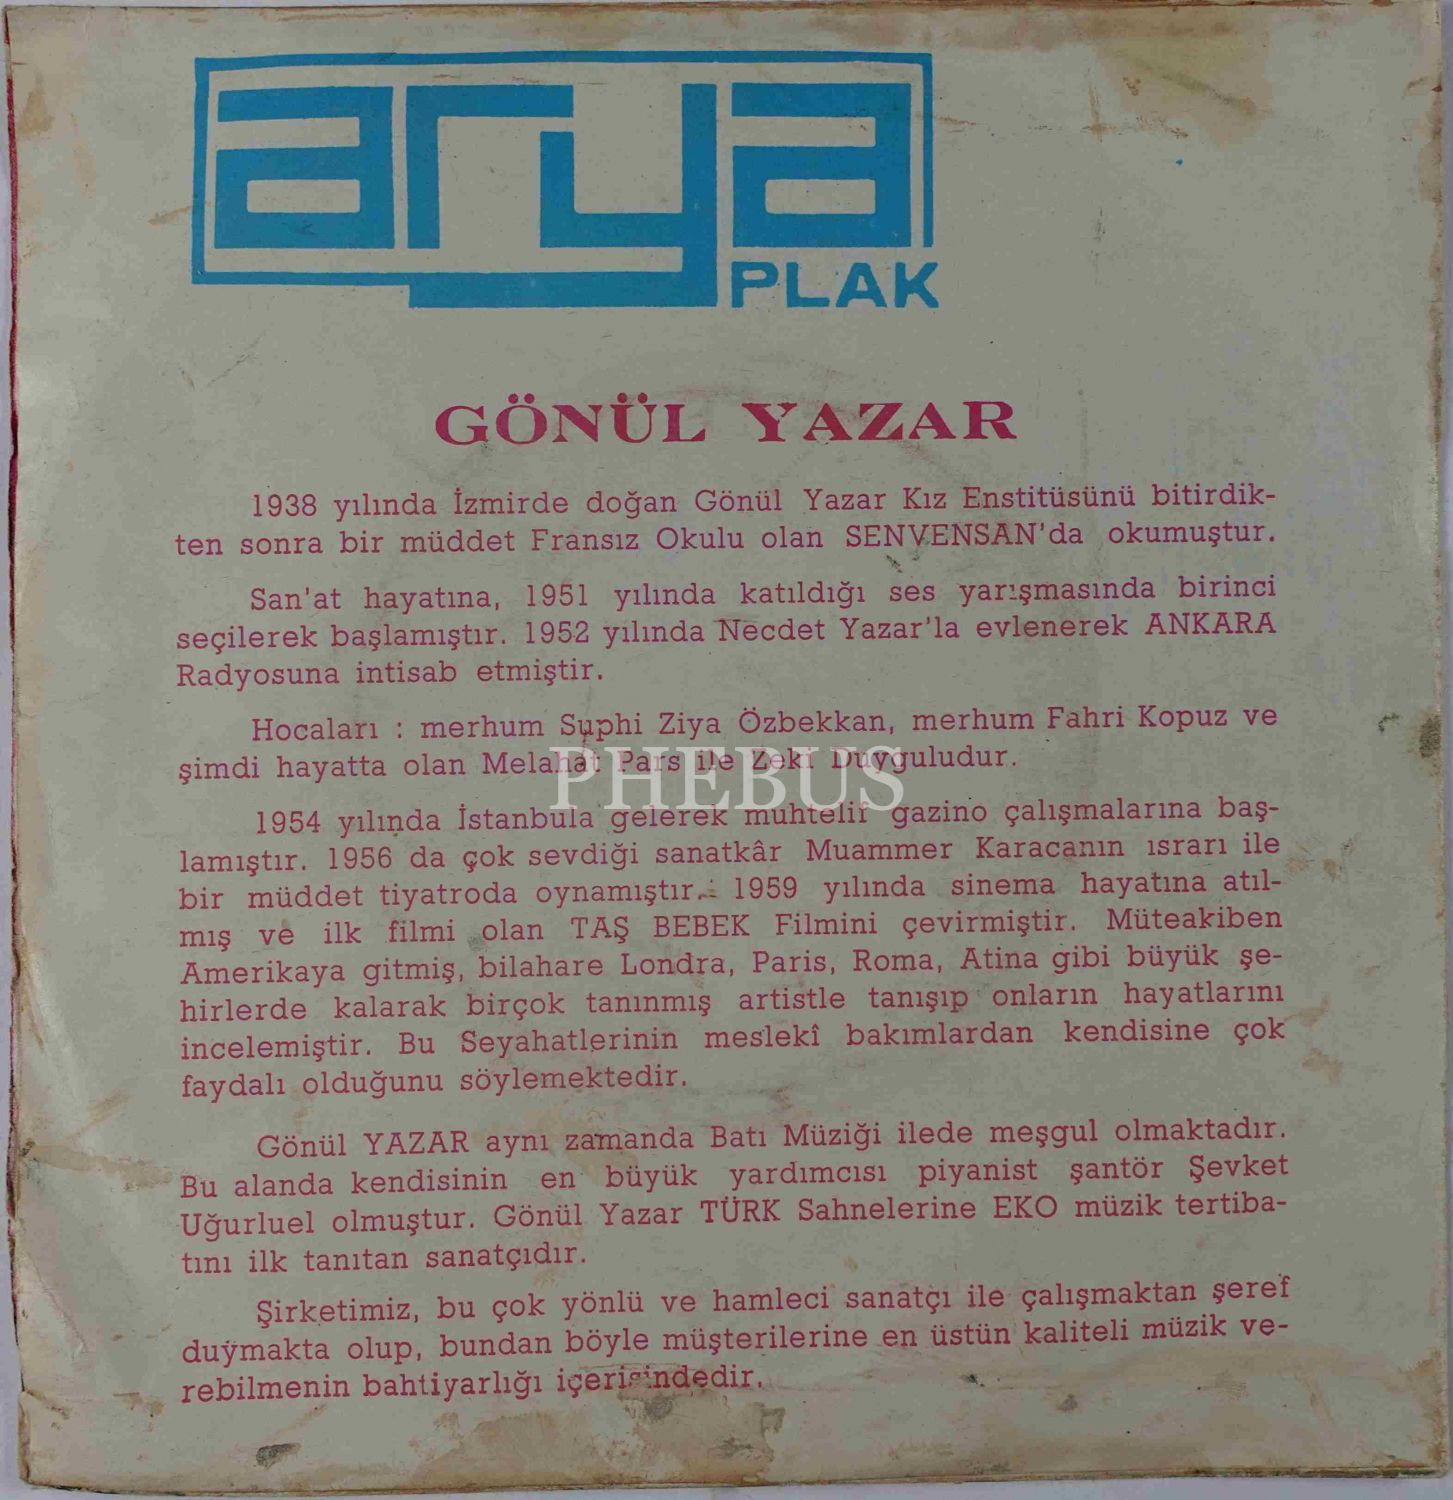 arya
PLAK
GÖNÜL YAZAR
1938 yılında İzmirde doğan Gönül Yazar Kız Enstitüsünü bitirdik-
ten sonra bir müddet Fransız Okulu olan SENVENSAN'da okumuştur.
San'at hayatına, 1951 yılında katıldığı ses yarışmasında birinci
seçilerek başlamıştır. 1952 yılında Necdet Yazar'la evlenerek ANKARA
Radyosuna intisab etmiştir.
Hocaları : merhum Suphi Ziya Özbekkan, merhum Fahri Kopuz ve
şimdi hayatta olan Melahat Pars ile Zeki Duyguludur.
PHEBUS
1954 yılında İstanbula gelerek muhtelif gazino çalışmalarına baş-
lamıştır. 1956 da çok sevdiği sanatkâr Muammer Karacanın ısrarı ile
bir müddet tiyatroda oynamıştır. 1959 yılında sinema hayatına atıl-
mış ve ilk filmi olan TAŞ BEBEK Filmini çevirmiştir. Müteakiben
Amerikaya gitmiş, bilahare Londra, Paris, Roma, Atina gibi büyük şe-
hirlerde kalarak birçok tanınmış artistle tanışıp onların hayatlarını
incelemiştir. Bu Seyahatlerinin meslekî bakımlardan kendisine çok
faydalı olduğunu söylemektedir.
Gönül YAZAR aynı zamanda Batı Müziği ilede meşgul olmaktadır.
Bu alanda kendisinin en büyük yardımcısı piyanist şantör Şevket
Uğurluel olmuştur. Gönül Yazar TÜRK Sahnelerine EKO müzik tertiba-
tını ilk tanıtan sanatçıdır.
Şirketimiz, bu çok yönlü ve hamleci sanatçı ile çalışmaktan şeref
duymakta olup, bundan böyle müşterilerine en üstün kaliteli müzik ve-
rebilmenin bahtiyarlığı içerisindedir.